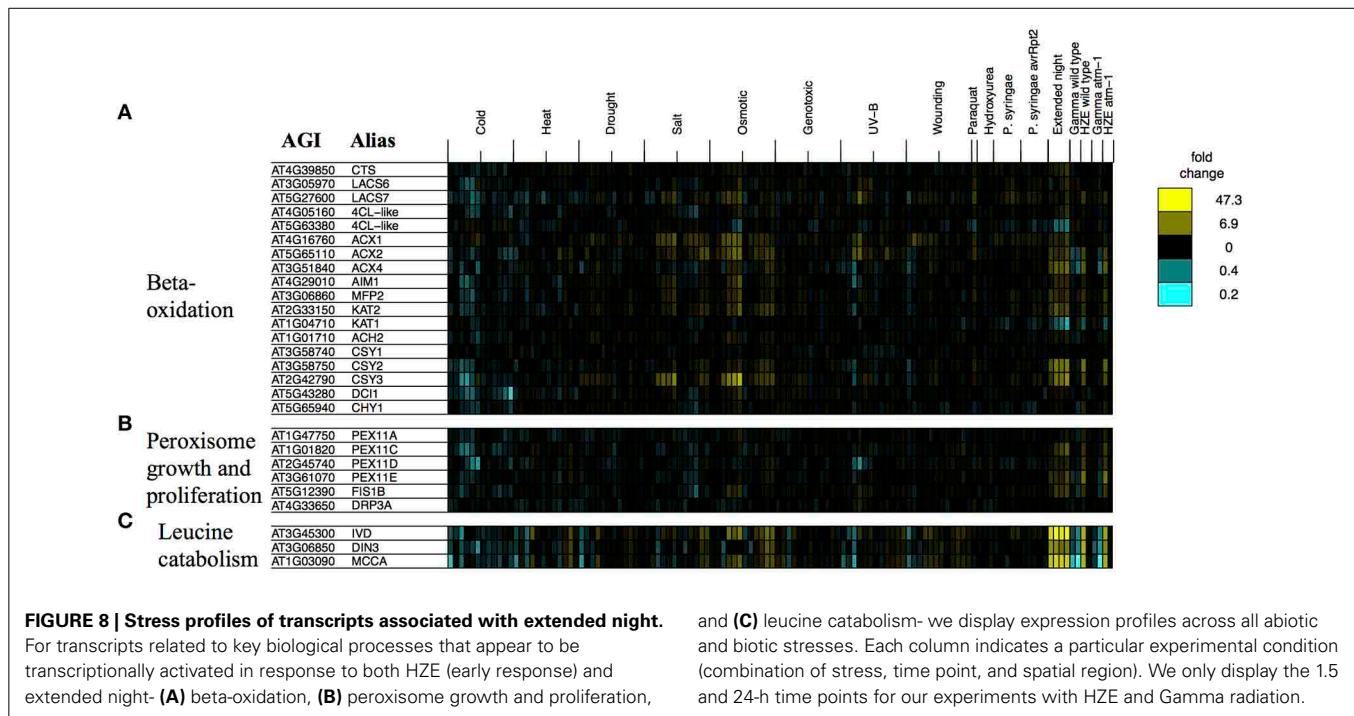 Cold
Heat
Drought
Salt
Osmotic
Genotoxic
UV−B
Wounding
Paraquat
Hydroxyurea
P. syringae
P. syringae avrRpt2
Extended night
Gamma wild type
HZE wild type
Gamma atm−1
HZE atm−1
A
AGI Alias
AT4G39850 CTS
AT3G05970 LACS6
AT5G27600 LACS7
AT4G05160 4CL−like
AT5G63380 4CL−like
AT4G16760 ACX1
AT5G65110 ACX2
AT3G51840 ACX4
AT4G29010 AIM1
AT3G06860 MFP2
AT2G33150 KAT2
AT1G04710 KAT1
AT1G01710 ACH2
AT3G58740 CSY1
AT3G58750 CSY2
AT2G42790 CSY3
AT5G43280 DCI1
AT5G65940 CHY1
Beta-
oxidation
fold
change
47.3
6.9
0
0.4
0.2
B
Peroxisome
growth and
proliferation
AT1G47750 PEX11A
AT1G01820 PEX11C
AT2G45740 PEX11D
AT3G61070 PEX11E
AT5G12390 FIS1B
AT4G33650 DRP3A
C
Leucine
catabolism
AT3G45300 IVD
AT3G06850 DIN3
AT1G03090 MCCA
FIGURE 8 | Stress profiles of transcripts associated with extended night.
For transcripts related to key biological processes that appear to be
transcriptionally activated in response to both HZE (early response) and
extended night- (A) beta-oxidation, (B) peroxisome growth and proliferation,
and (C) leucine catabolism- we display expression profiles across all abiotic
and biotic stresses. Each column indicates a particular experimental condition
(combination of stress, time point, and spatial region). We only display the 1.5
and 24-h time points for our experiments with HZE and Gamma radiation.